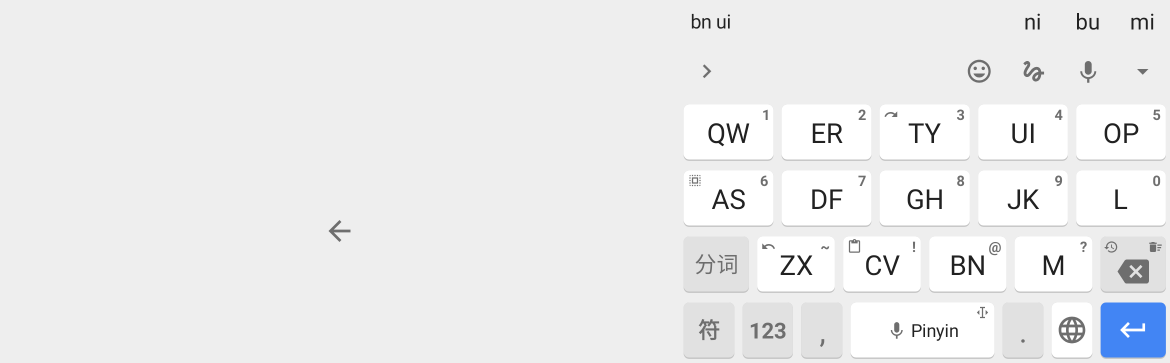 bn ui ni bu mi
QW 1 ER 2 TY 3 UI 4 OP 5
AS 6 DF 7 GH 8 JK 9 L 0
分词 ZX ~ CV ! BN @ M ?
符 123 , Pinyin .